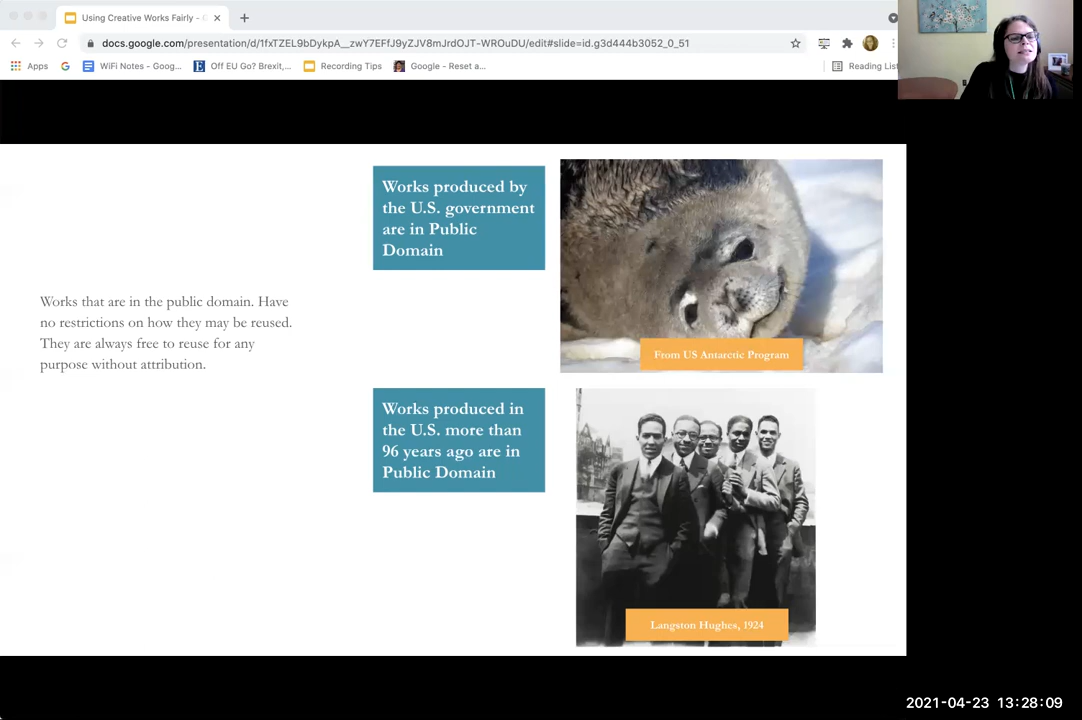 Using Creative Works Fairly - G
docs.google.com/presentation/d/1fxTZEL9bDykpA__zwY7EFfJ9yZJV8mJrdOJT-WROuDU/edit#slide=id.g3d444b3052_0_51
Apps
WiFi Notes - Goog...
Off EU Go? Brexit,...
Recording Tips
Google - Reset a...
Reading List
Works produced by
the U.S. government
are in Public
Domain
From US Antarctic Program
Works that are in the public domain. Have
no restrictions on how they may be reused.
They are always free to reuse for any
purpose without attribution.
Works produced in
the U.S. more than
96 years ago are in
Public Domain
Langston Hughes, 1924
2021-04-23 13:28:09